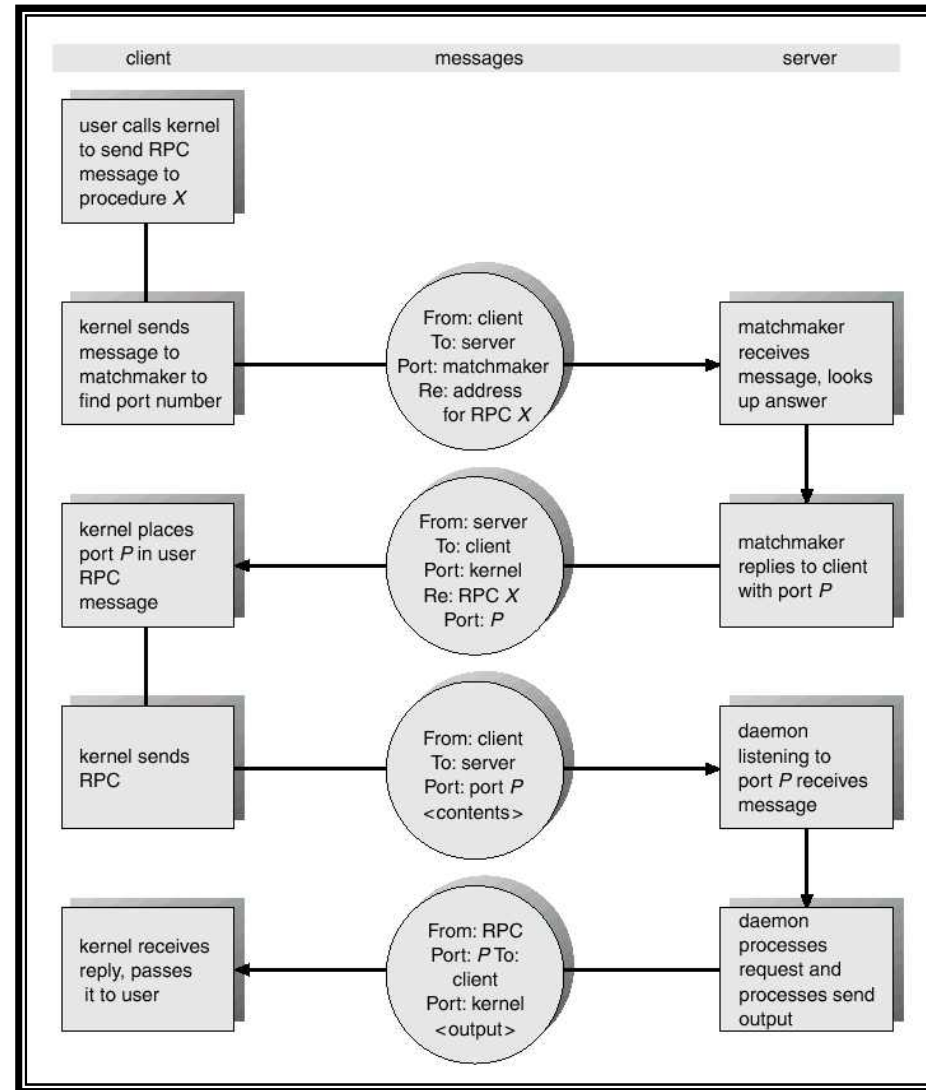 client
messages
server
user calls kernel
to send RPC
message to
procedure X
kernel sends
message to
matchmaker to
find port number
From: client
To: server
Port: matchmaker
Re: address
for RPC X
matchmaker
receives
message, looks
up answer
kernel places
port P in user
RPC
message
From: server
To: client
Port: kernel
Re: RPC X
Port: P
matchmaker
replies to client
with port P
kernel sends
RPC
From: client
To: server
Port: port P
<contents>
daemon
listening to
port P receives
message
kernel receives
reply, passes
it to user
From: RPC
Port: P To:
client
Port: kernel
<output>
daemon
processes
request and
processes send
output